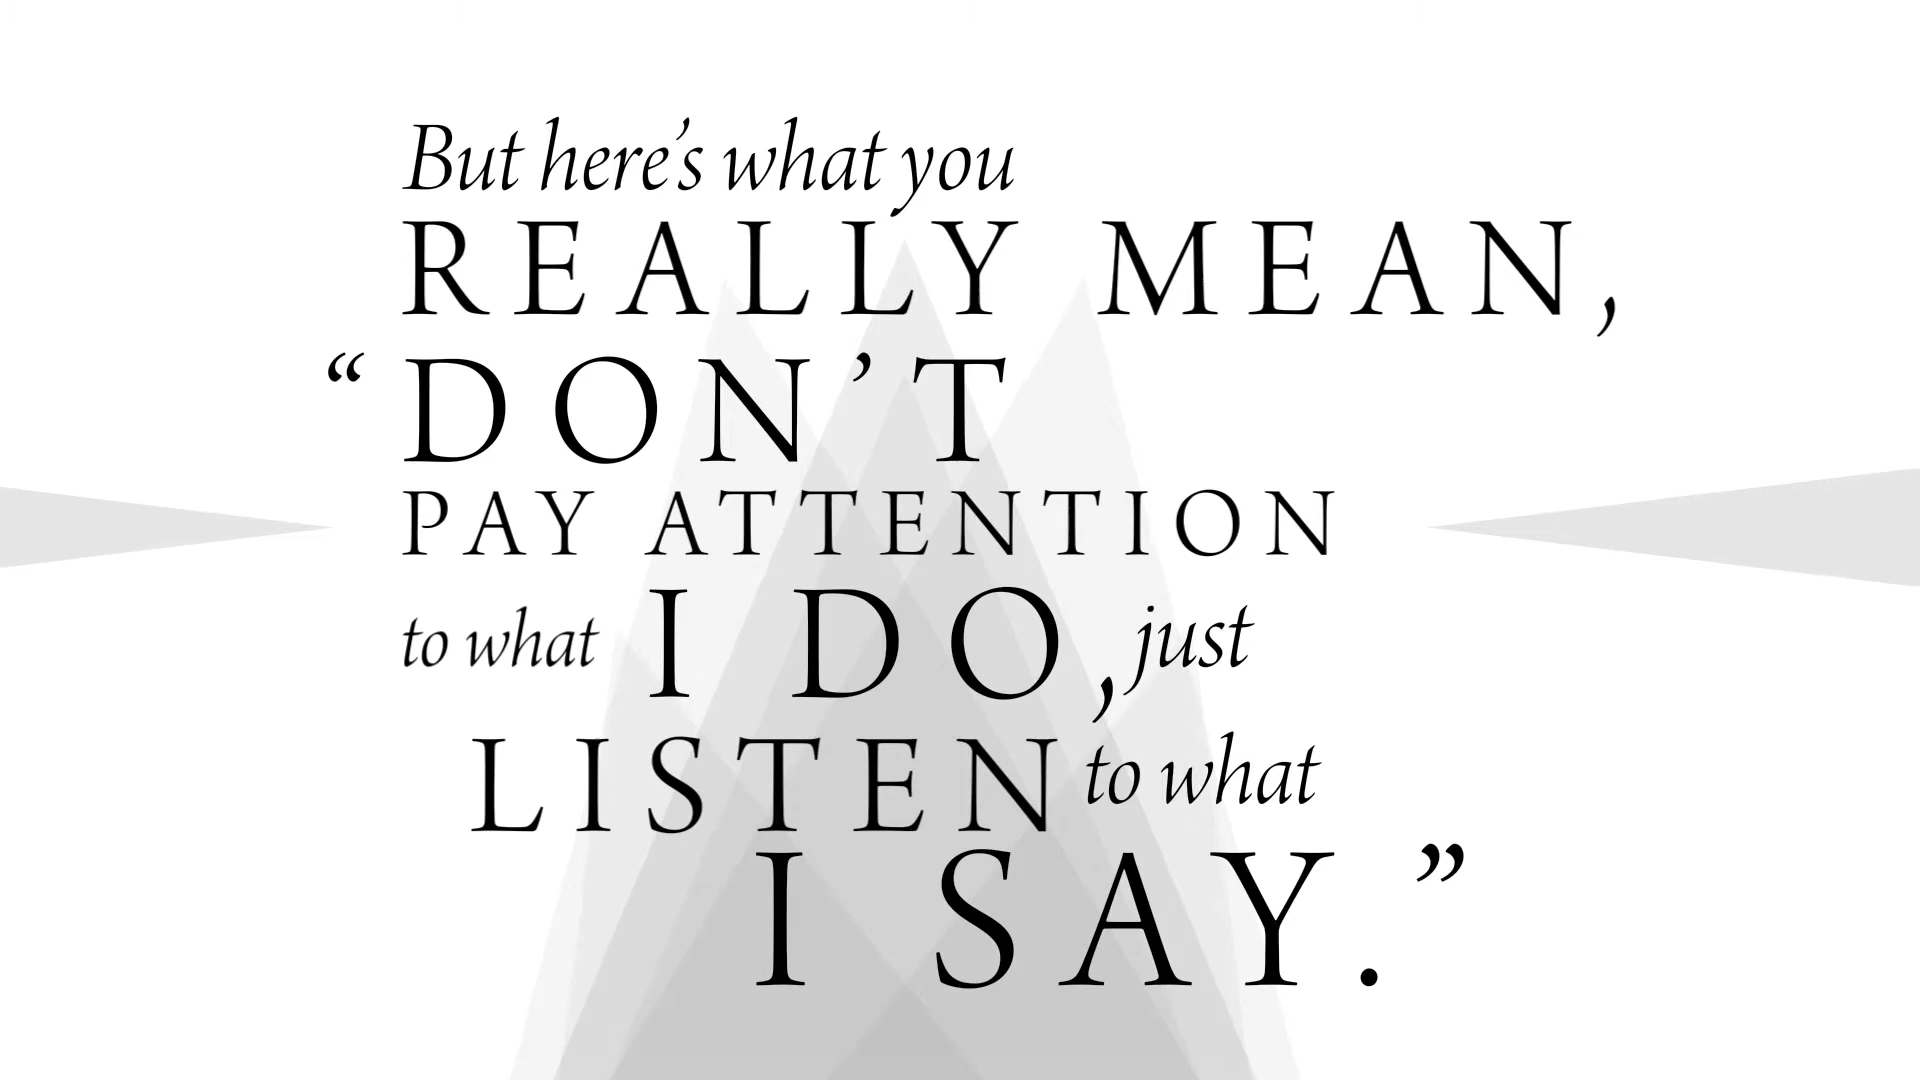 But here’s what you
REALLY MEAN,
“DON’T
PAY ATTENTION
to what I DO, just
LISTEN to what
I SAY.”